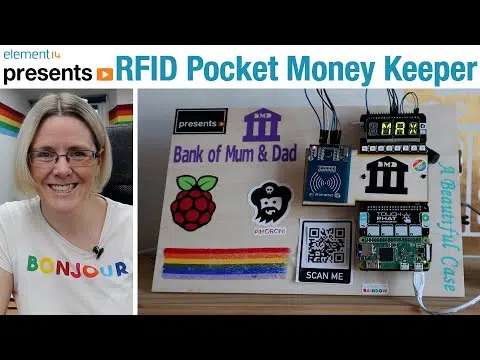 element14
presents
RFID Pocket Money Keeper
BONJOUR
presents
BMD
Bank of Mum & Dad
PIMORONI
SCAN ME
MAX
BMD
TOUCH
PHAT
A Beautiful Case
RAINBOW